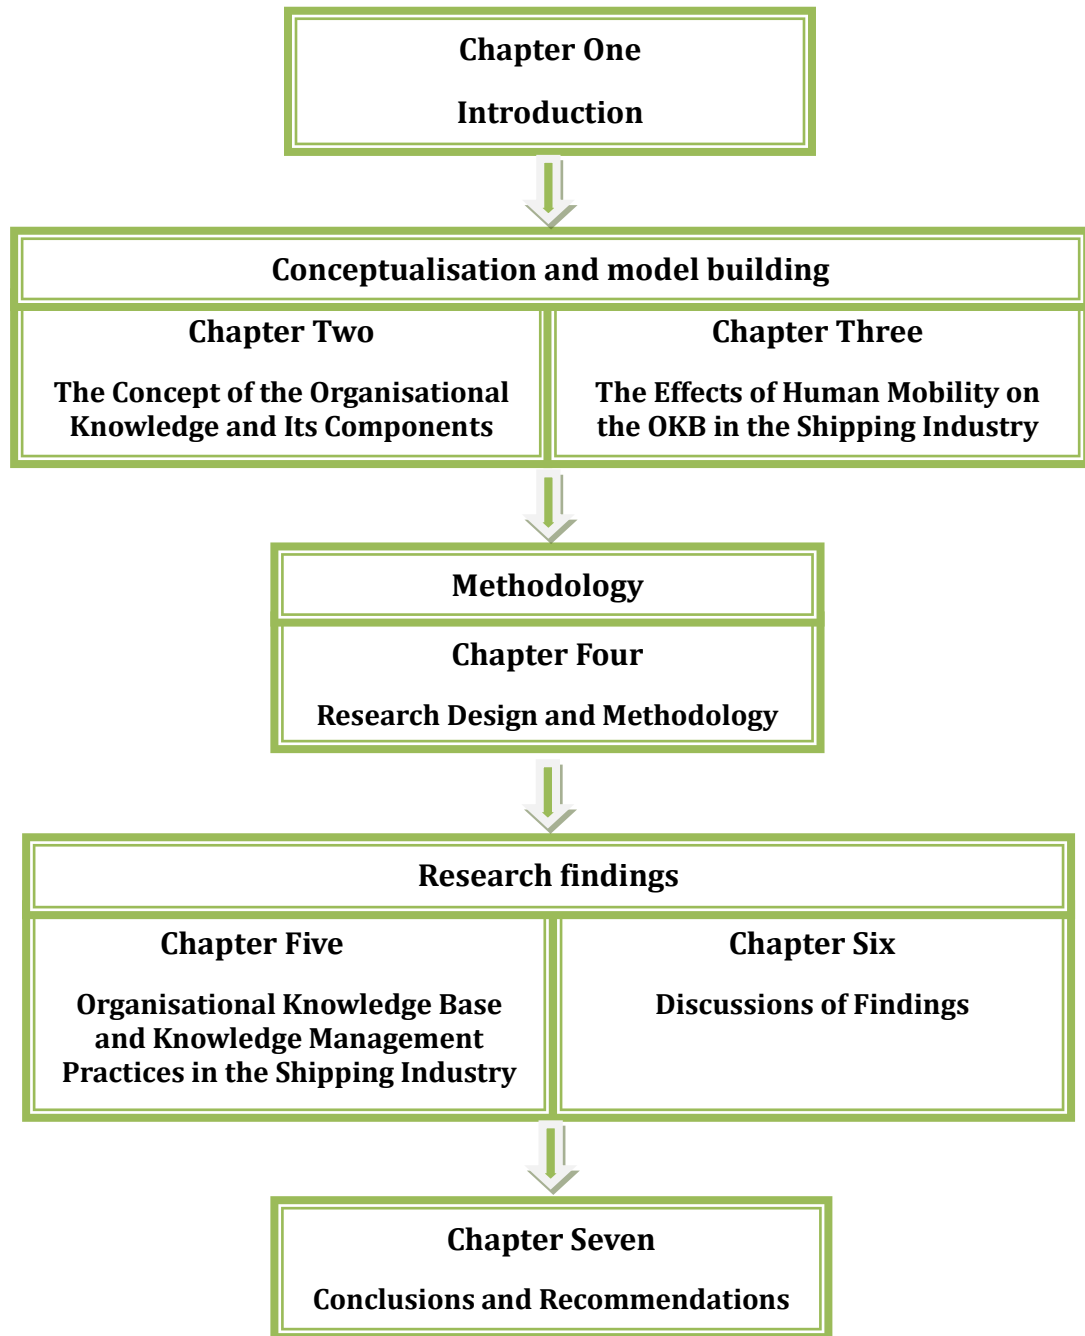 Chapter One
Introduction
Conceptualisation and model building
Chapter Two
The Concept of the Organisational
Knowledge and Its Components
Chapter Three
The Effects of Human Mobility on
the OKB in the Shipping Industry
Methodology
Chapter Four
Research Design and Methodology
Research findings
Chapter Five
Organisational Knowledge Base
and Knowledge Management
Practices in the Shipping Industry
Chapter Six
Discussions of Findings
Chapter Seven
Conclusions and Recommendations